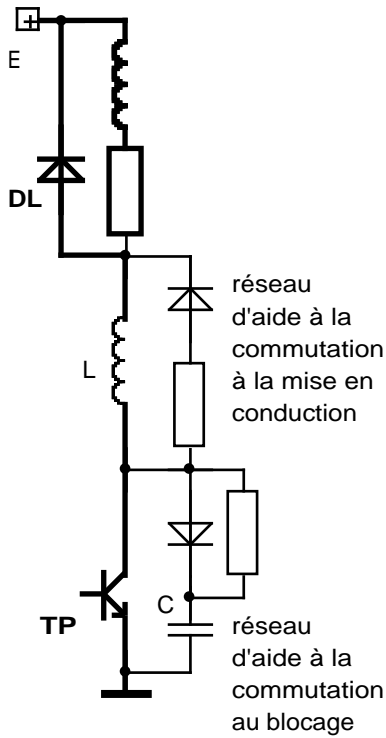 E
DL
réseau
d'aide à la
commutation
à la mise en
conduction
L
C
TP
réseau
d'aide à la
commutation
au blocage